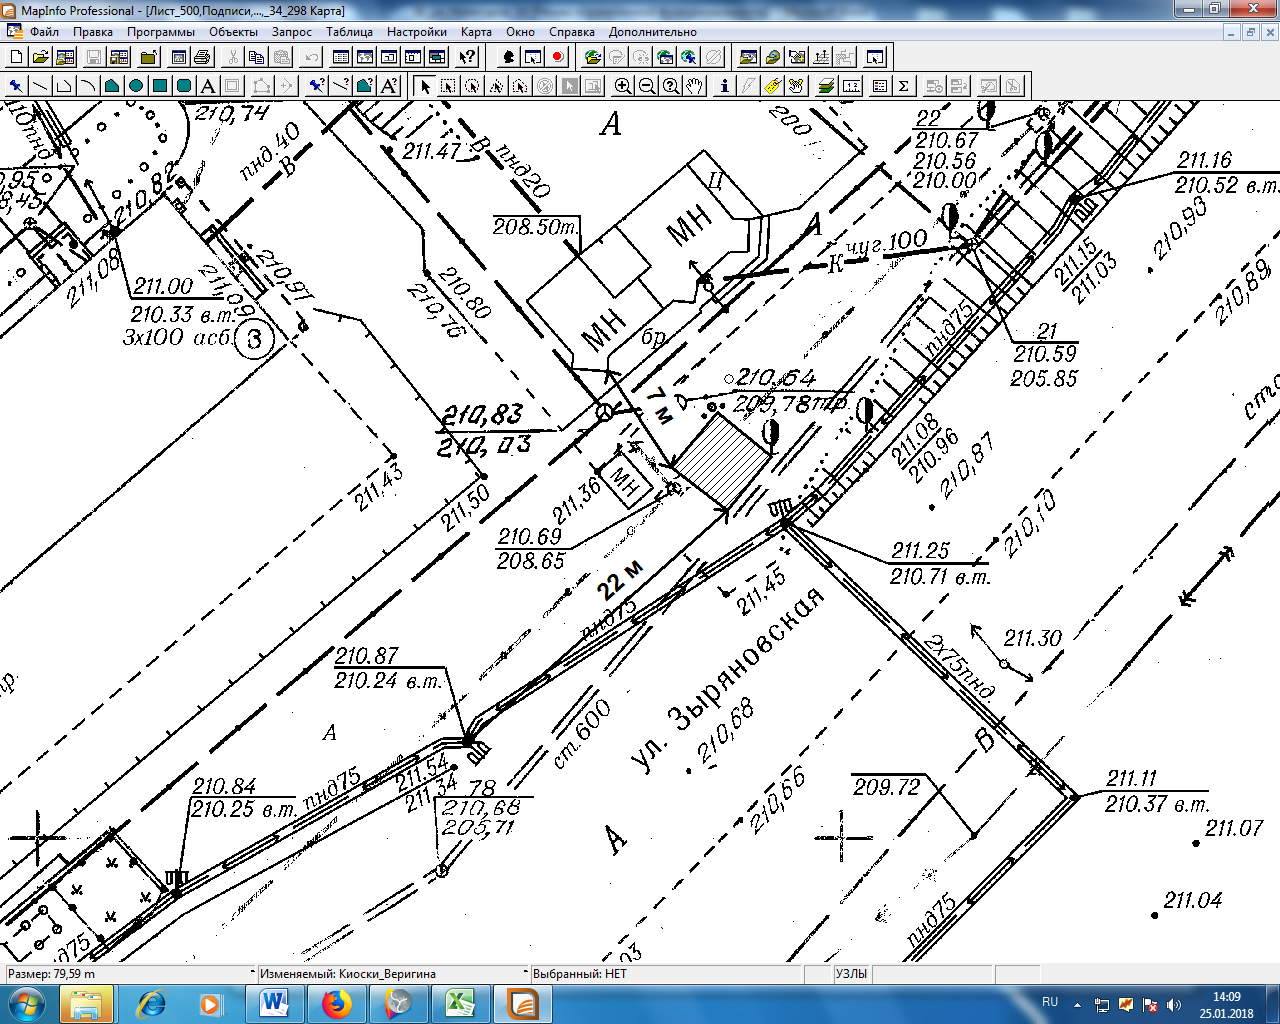 MapInfo Professional - [Лист_500,Подписи,...,_34_298 Карта]
Файл Правка Программы Объекты Запрос Таблица Настройки Карта Окно Справка Дополнительно
210,74
пнд 40
В
211.47
В
пнд20
А
200
22
210.67
210.56
210.00
211.16
210.52 в.т.
210,82
208.50т.
Ц
МН
А
К
чуг.100
210,93
211.15
211.03
210,89
211,08
211.00
210.33 в.т.
3х100 асб.
211,09
210,97
3
210.80
210,76
МН
бр.
пнд75
21
210.59
205.85
210,64
209,78тр.
7 м
210,83
210,03
211.08
210.96
210,87
211,43
211,50
211,36
МН
210.69
208.65
210,10
211.25
210.71 в.т.
22 м
пнд75
211,45
ул. Зыряновская
2х75пнд.
211.30
210.87
210.24 в.т.
А
ст.600
210,68
В
210.84
210.25 в.т.
пнд75
211,54
211,34
78
210,68
205,71
210,66
209.72
211.11
210.37 в.т.
211.07
А
211.04
пнд75
Размер: 79,59 m Изменяемый: Киоски_Веригина Выбранный: НЕТ УЗЛЫ
RU 14:09
25.01.2018